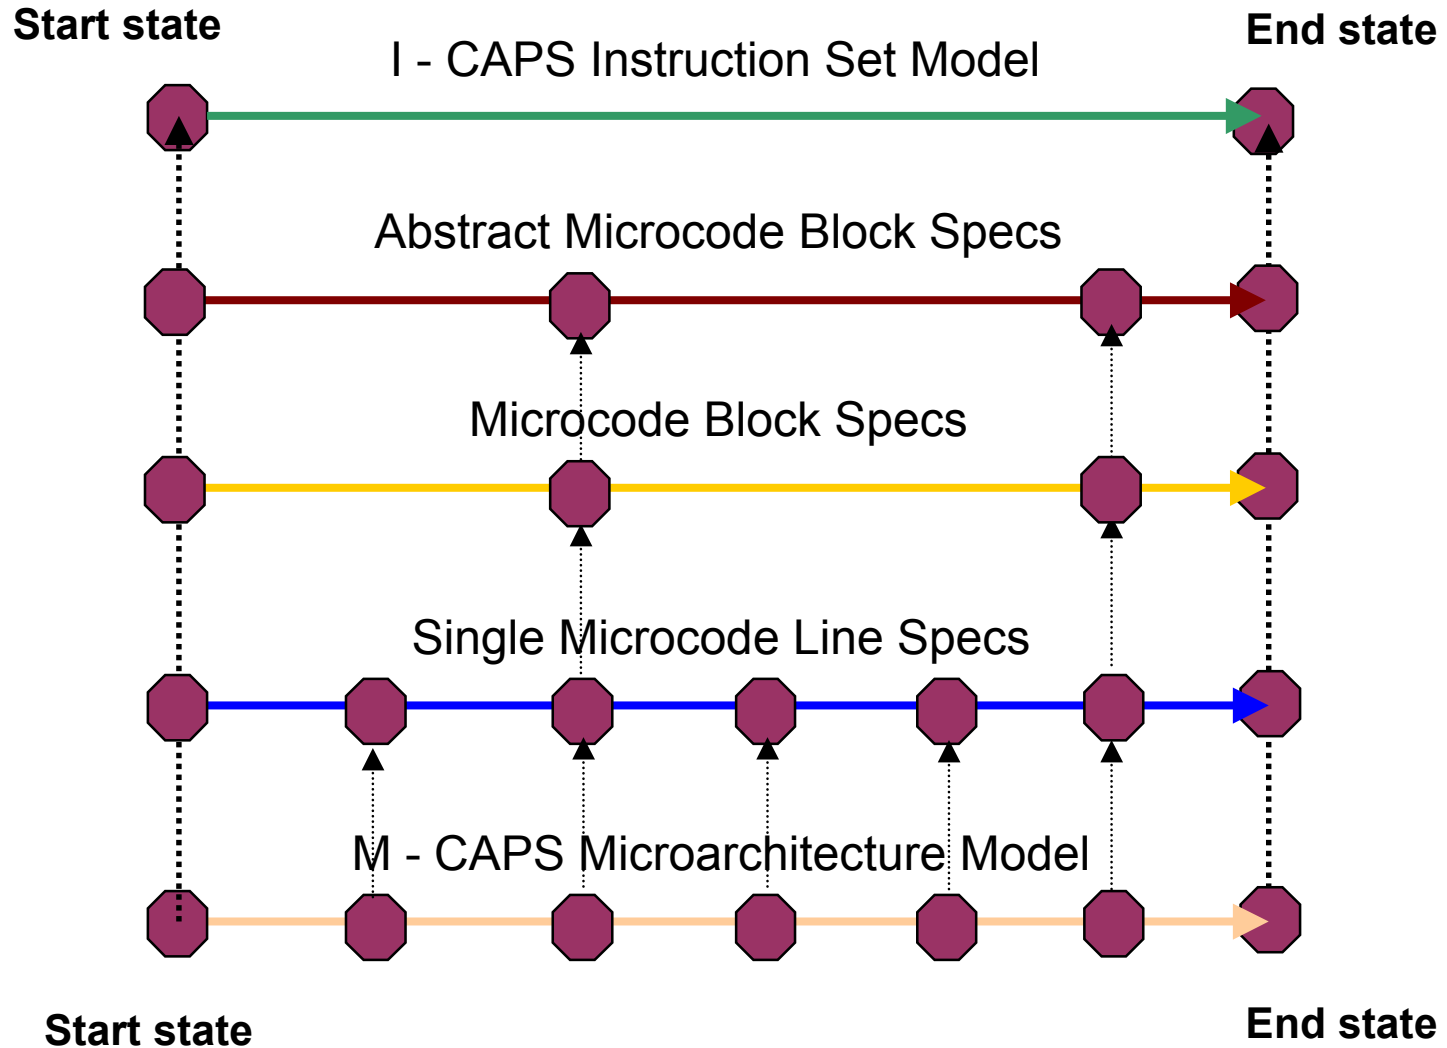 Start state
End state
I - CAPS Instruction Set Model
Abstract Microcode Block Specs
Microcode Block Specs
Single Microcode Line Specs
M - CAPS Microarchitecture Model
Start state
End state